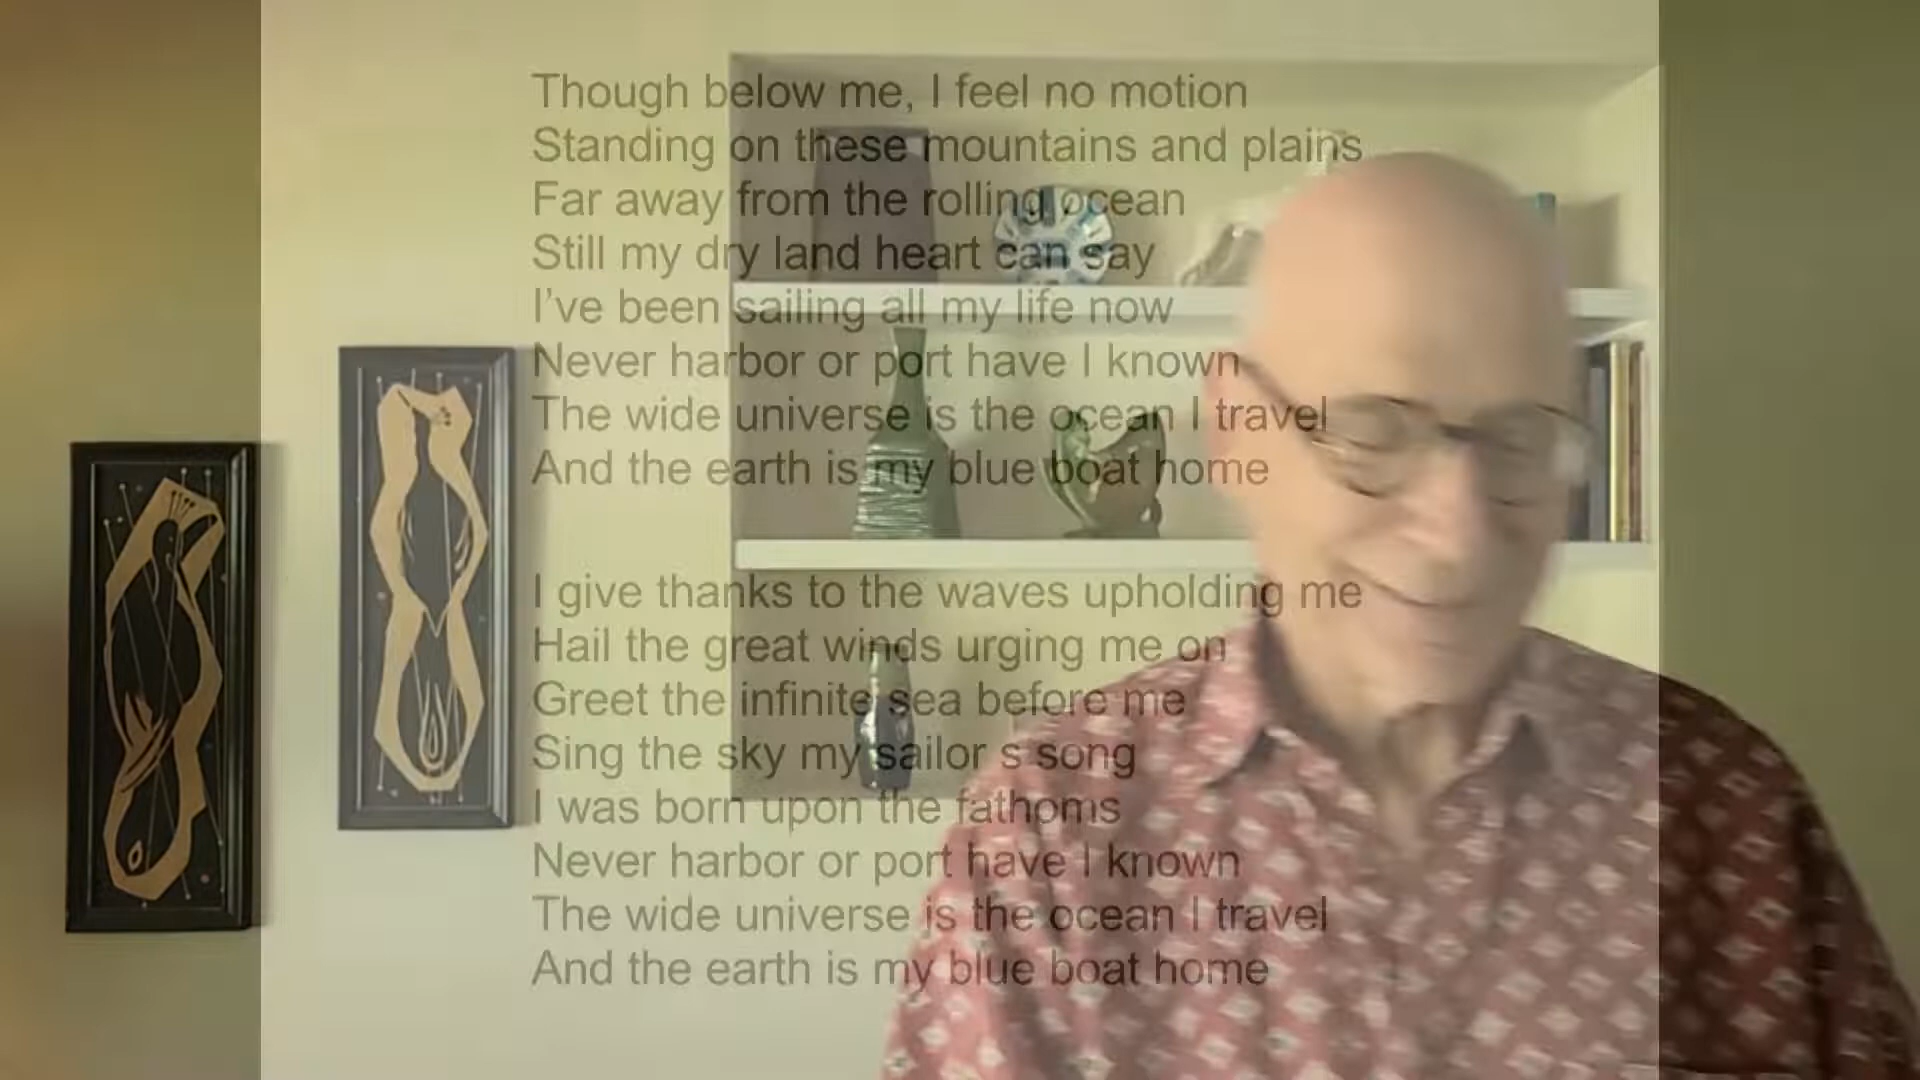 Though below me, I feel no motion
Standing on these mountains and plains
Far away from the rolling ocean
Still my dry land heart can say
I've been sailing all my life now
Never harbor or port have I known
The wide universe is the ocean I travel
And the earth is my blue boat home
I give thanks to the waves upholding me
Hail the great winds urging me on
Greet the infinite sea before me
Sing the sky my sailor s song
I was born upon the fathoms
Never harbor or port have I known
The wide universe is the ocean I travel
And the earth is my blue boat home